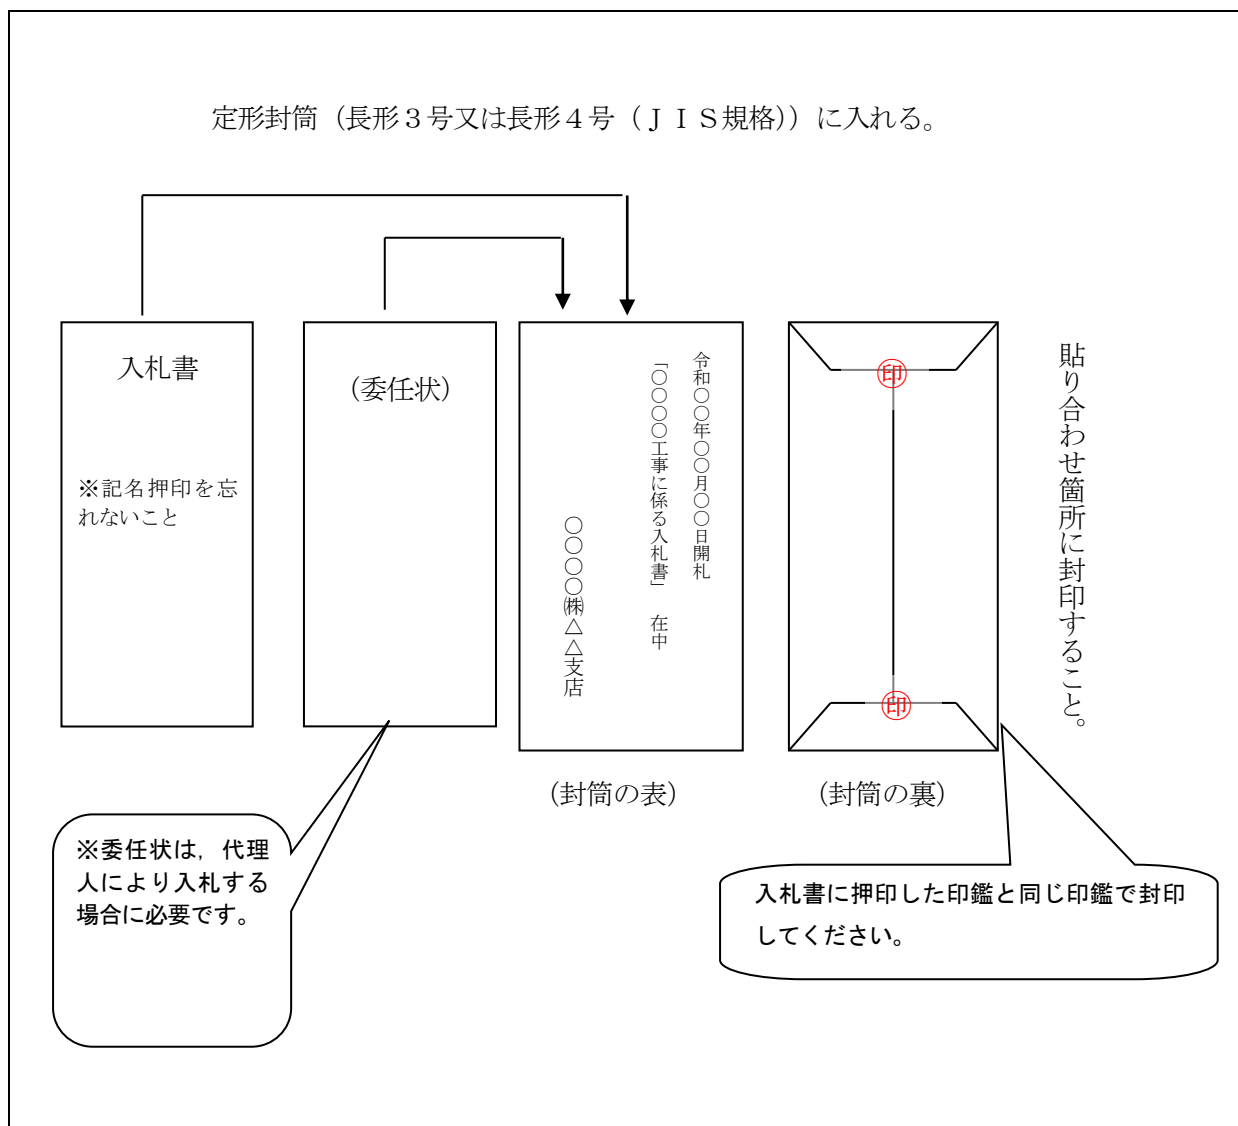 定形封筒（長形３号又は長形４号（ＪＩＳ規格））に入れる。
入札書
※記名押印を忘
れないこと
（委任状）
令和〇〇年〇〇月〇〇日開札
「〇〇〇〇工事に係る入札書」　在中
〇〇〇〇㈱△△支店
印
印
貼り合わせ箇所に封印すること。
（封筒の表）
（封筒の裏）
※委任状は，代理
人により入札する
場合に必要です。
入札書に押印した印鑑と同じ印鑑で封印
してください。